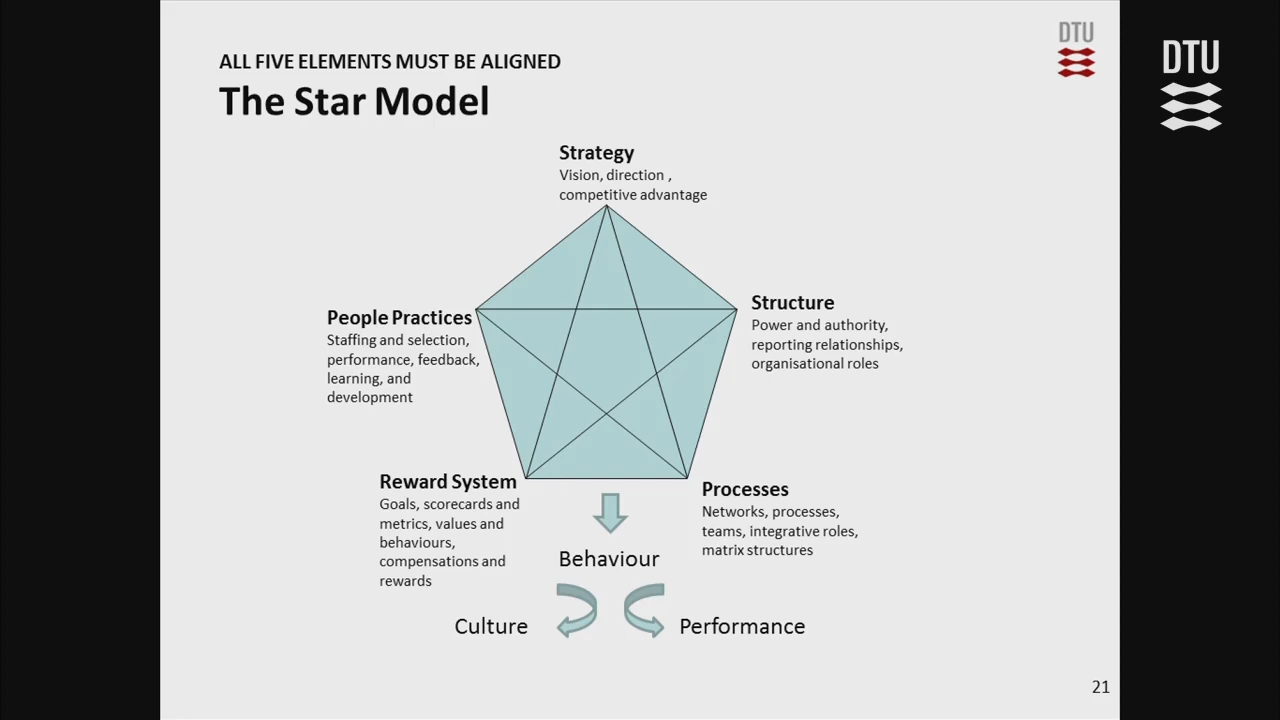 DTU
DTU
ALL FIVE ELEMENTS MUST BE ALIGNED
The Star Model
Strategy
Vision, direction ,
competitive advantage
Structure
Power and authority,
reporting relationships,
organisational roles
People Practices
Staffing and selection,
performance, feedback,
learning, and
development
Reward System
Goals, scorecards and
metrics, values and
behaviours,
compensations and
rewards
Processes
Networks, processes,
teams, integrative roles,
matrix structures
Behaviour
Culture
Performance
21